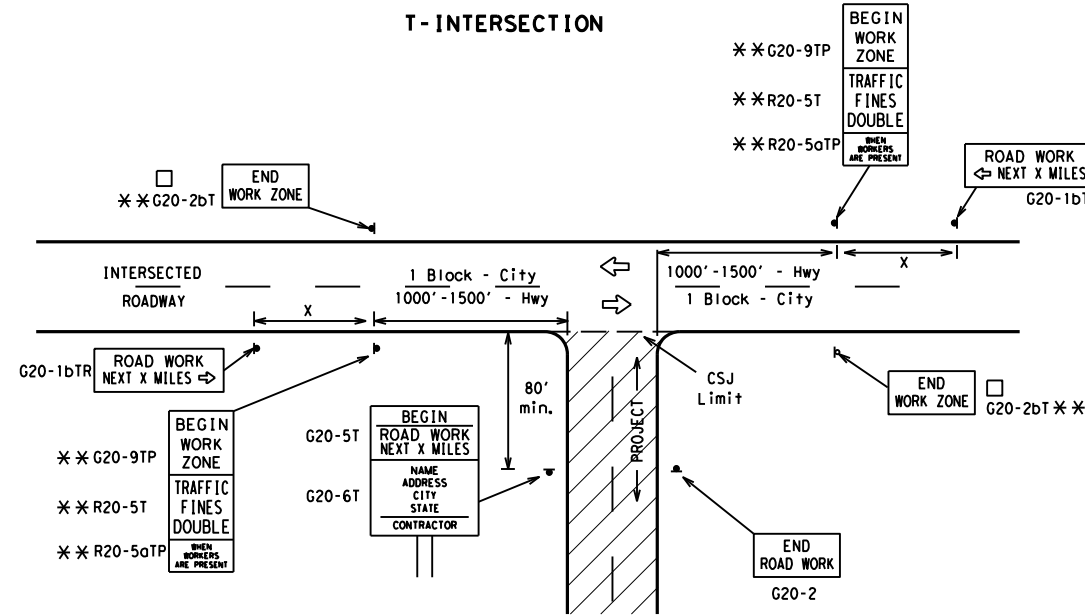 T-INTERSECTION
BEGIN
WORK
ZONE
TRAFFIC
FINES
DOUBLE
WHEN
WORKERS
ARE PRESENT
**G20-9TP
**R20-5T
**R20-5aTP
ROAD WORK
⇦ NEXT X MILES
G20-1bT
□
**G20-2bT
END
WORK ZONE
INTERSECTED
ROADWAY
1 Block - City
1000'-1500' - Hwy
X
1000'-1500' - Hwy
1 Block - City
X
G20-1bTR
ROAD WORK
NEXT X MILES ⇨
80'
min.
CSJ
Limit
PROJECT
END
WORK ZONE
□
G20-2bT **
**G20-9TP
**R20-5T
**R20-5aTP
BEGIN
WORK
ZONE
TRAFFIC
FINES
DOUBLE
WHEN
WORKERS
ARE PRESENT
G20-5T
G20-6T
BEGIN
ROAD WORK
NEXT X MILES
NAME
ADDRESS
CITY
STATE
CONTRACTOR
END
ROAD WORK
G20-2